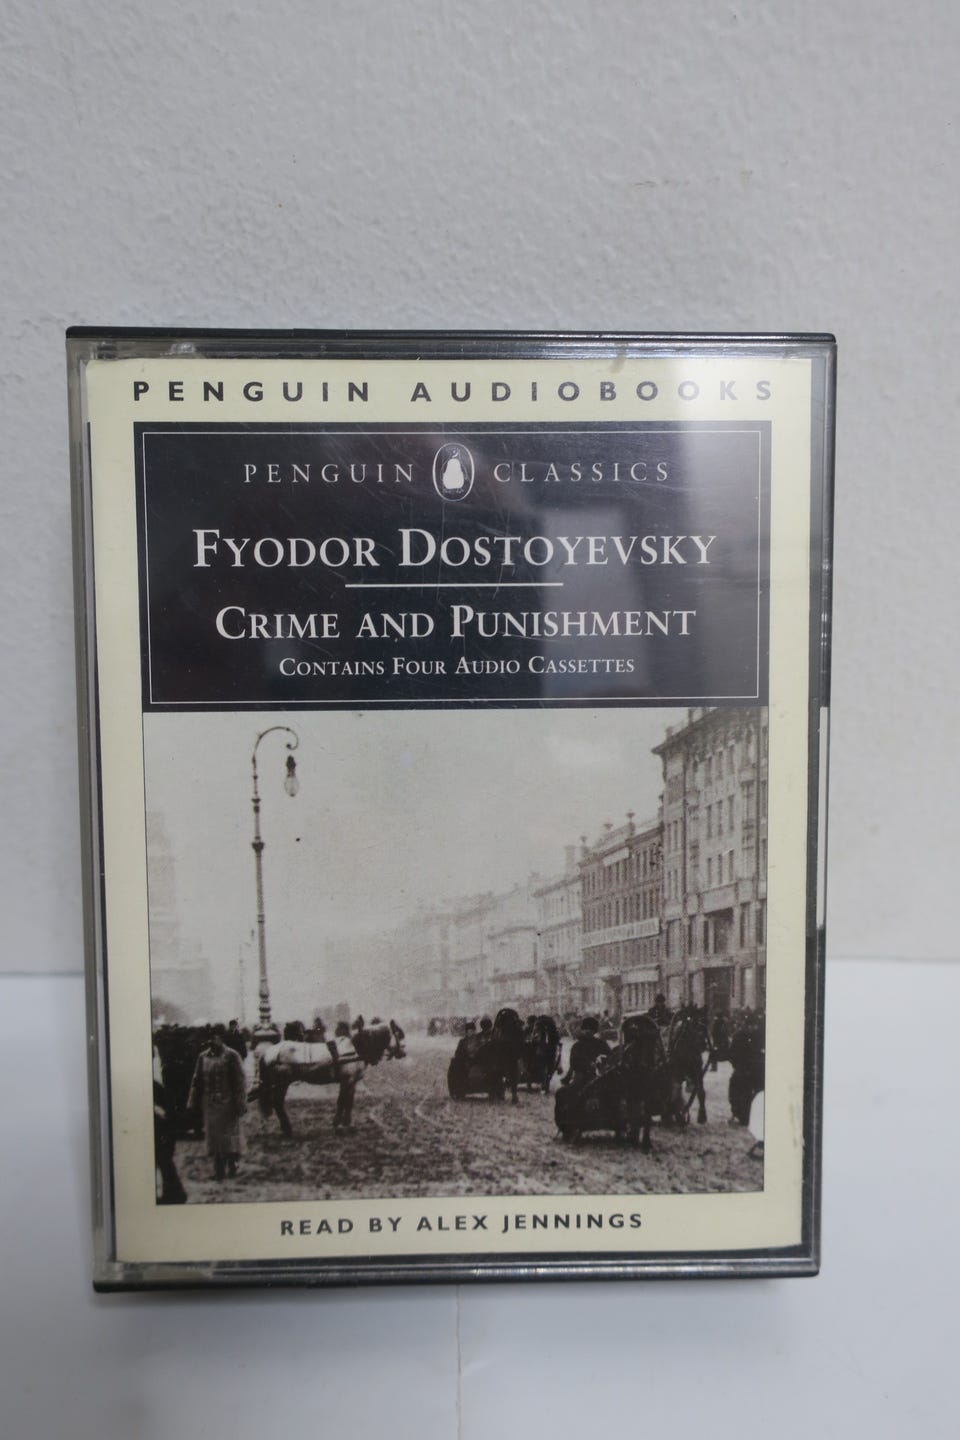 PENGUIN AUDIOBOOKS
PENGUIN CLASSICS
FYODOR DOSTOYEVSKY
CRIME AND PUNISHMENT
CONTAINS FOUR AUDIO CASSETTES
READ BY ALEX JENNINGS